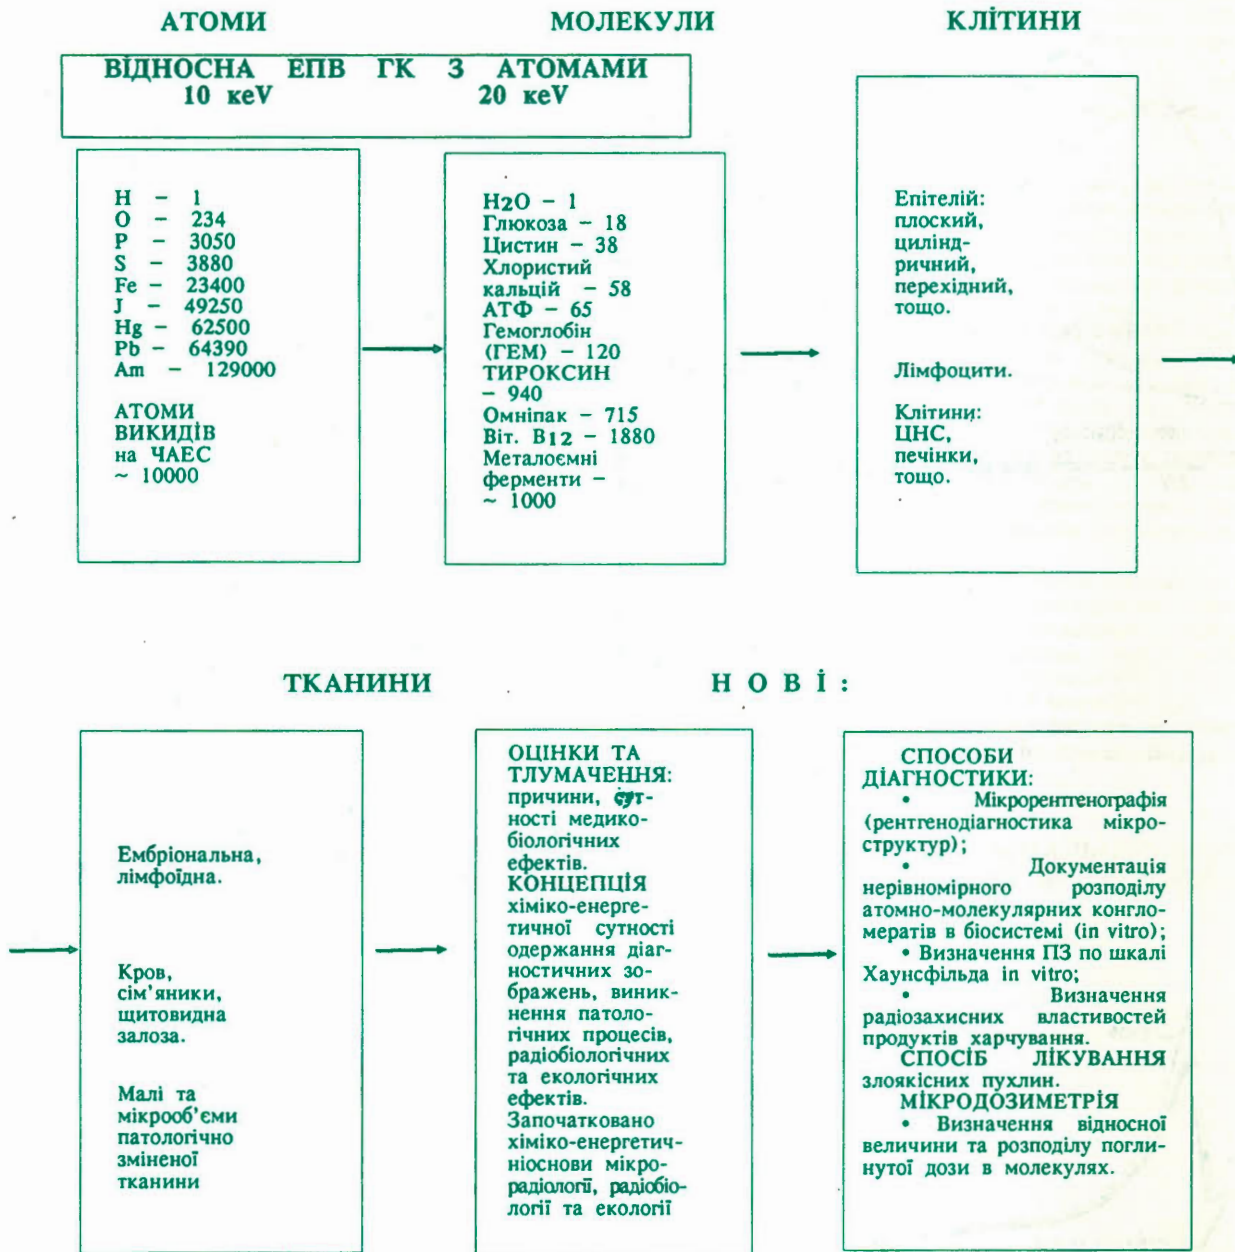 АТОМИ
МОЛЕКУЛИ
КЛІТИНИ
ВІДНОСНА ЕПВ ГК З АТОМАМИ
10 кеV 20 кеV
H – 1
O – 234
P – 3050
S – 3880
Fe – 23400
J – 49250
Hg – 62500
Pb – 64390
Am – 129000
АТОМИ
ВИКИДІВ
на ЧАЕС
~ 10000
H2O – 1
Глюкоза – 18
Цистин – 38
Хлористий
кальцій – 58
АТФ – 65
Гемоглобін
(ГЕМ) – 120
ТИРОКСИН
– 940
Омніпак – 715
Віт. В12 – 1880
Металоємні
ферменти –
~ 1000
Епітелій:
плоский,
цилінд-
ричний,
перехідний,
тощо.
Лімфоцити.
Клітини:
ЦНС,
печінки,
тощо.
ТКАНИНИ
Н О В І :
Ембріональна,
лімфоїдна.
Кров,
сім’яники,
щитовидна
залоза.
Малі та
мікрооб’єми
патологічно
зміненої
тканини
ОЦІНКИ ТА
ТЛУМАЧЕННЯ:
причини, сут-
ності медико-
біологічних
ефектів.
КОНЦЕПЦІЯ
хіміко-енерге-
тичної сутності
одержання діаг-
ностичних зо-
бражень, виник-
нення патоло-
гічних процесів,
радіобіологічних
та екологічних
ефектів.
Започатковано
хіміко-енергетич-
ніоснови мікро-
радіології, радіобіо-
логії та екології
СПОСОБИ
ДІАГНОСТИКИ:
• Мікрорентгенографія
(рентгенодіагностика мікро-
структур);
• Документація
нерівномірного розподілу
атомно-молекулярних конгло-
мератів в біосистемі (in vitro);
• Визначення ПЗ по шкалі
Хаунсфільда in vitro;
• Визначення
радіозахисних властивостей
продуктів харчування.
СПОСІБ ЛІКУВАННЯ
злоякісних пухлин.
МІКРОДОЗИМЕТРІЯ
• Визначення відносної
величини та розподілу погли-
нутої дози в молекулях.